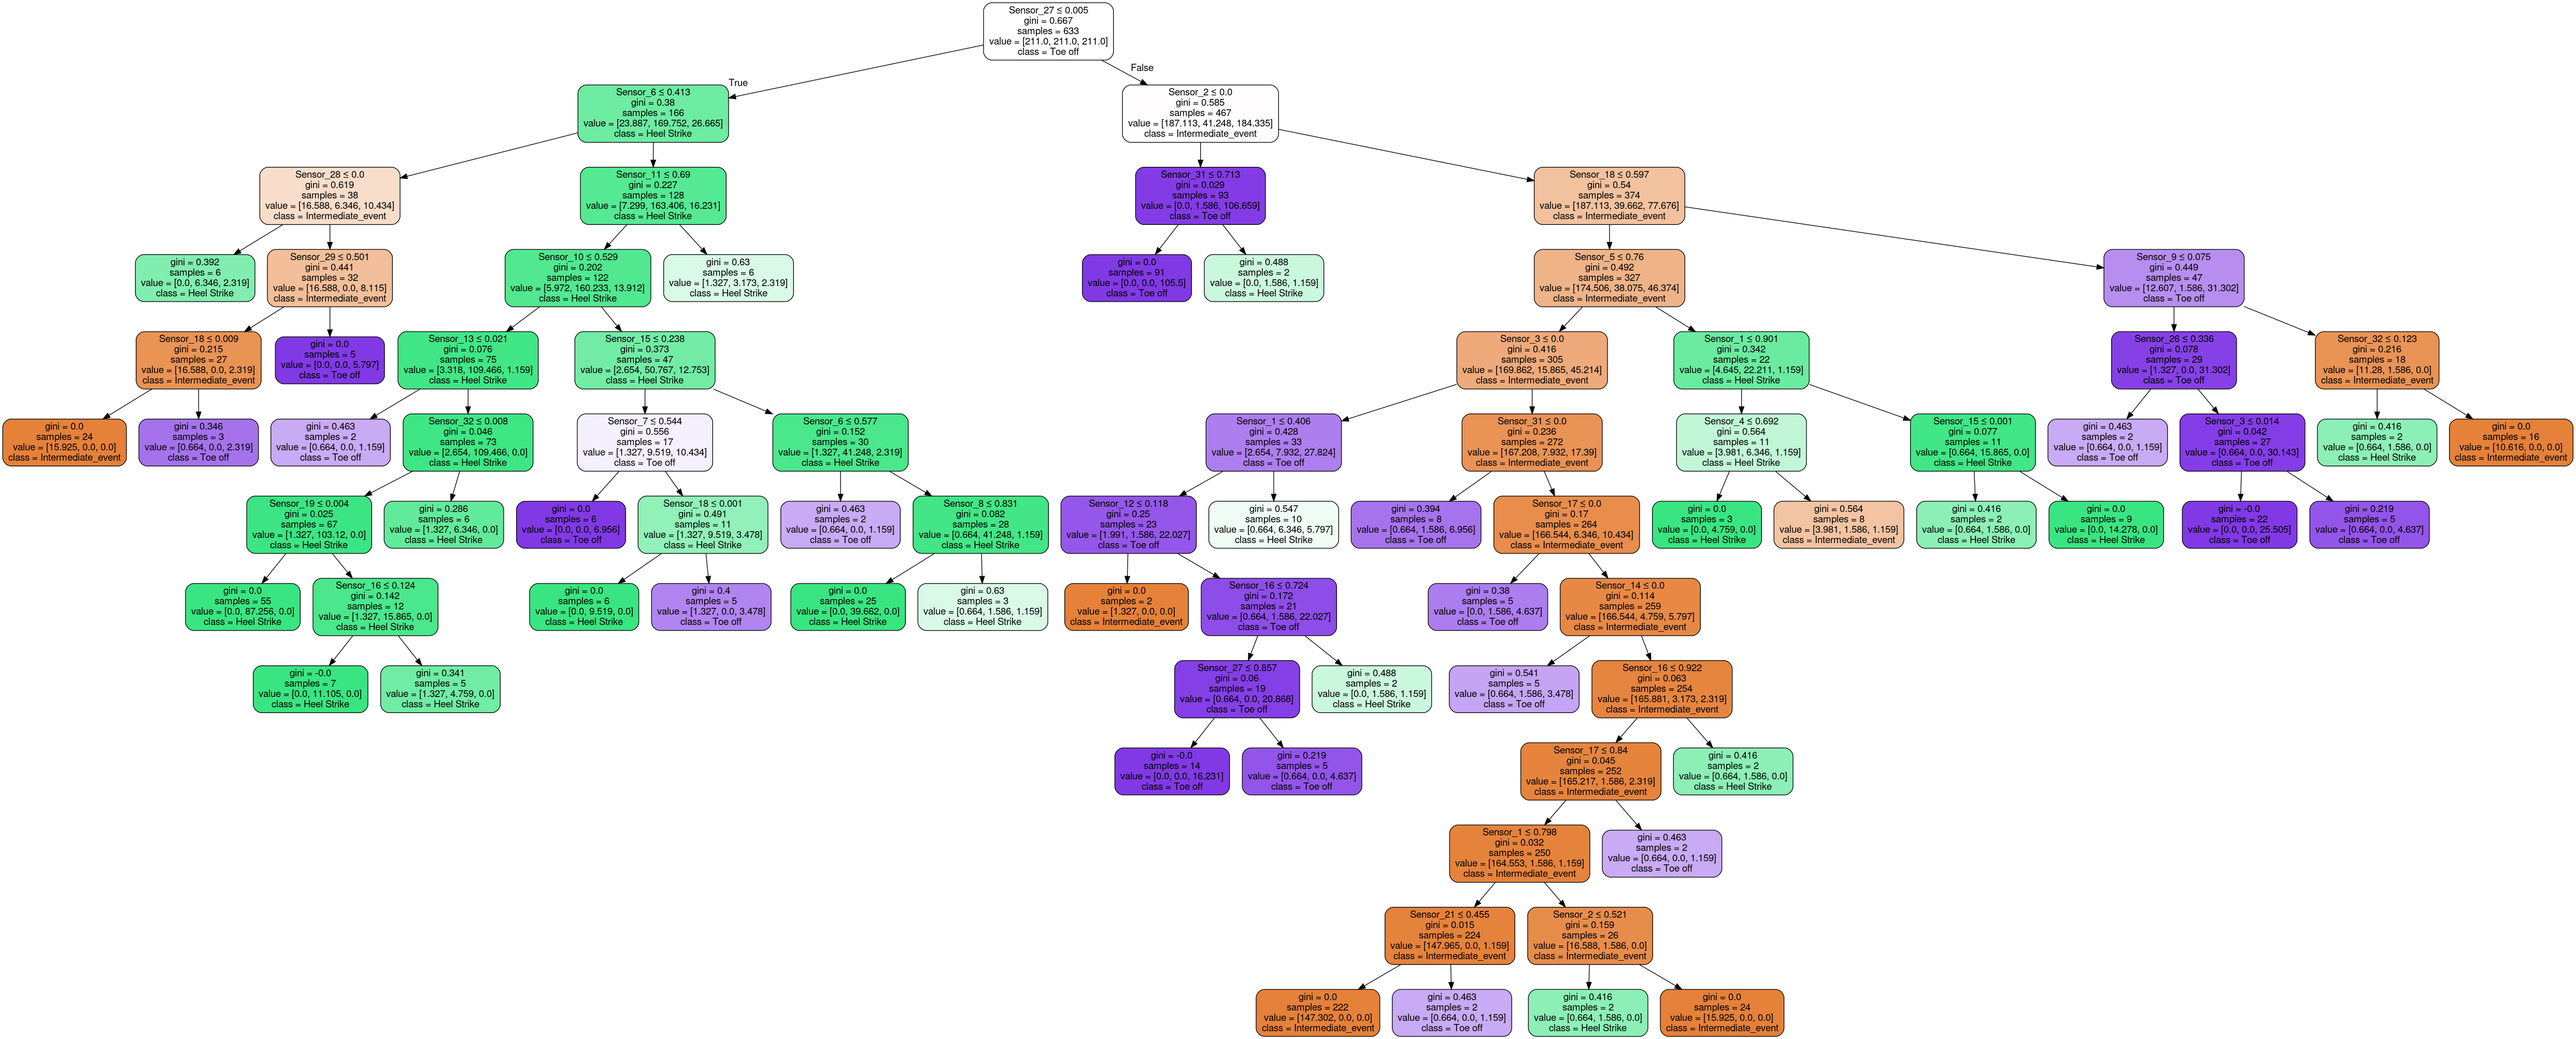 Sensor_27 ≤ 0.005
gini = 0.667
samples = 633
value = [211.0, 211.0, 211.0]
class = Toe off
True
False
Sensor_6 ≤ 0.413
gini = 0.38
samples = 166
value = [23.887, 169.752, 26.665]
class = Heel Strike
Sensor_2 ≤ 0.0
gini = 0.585
samples = 467
value = [187.113, 41.248, 184.335]
class = Intermediate_event
Sensor_28 ≤ 0.0
gini = 0.619
samples = 38
value = [16.588, 6.346, 10.434]
class = Intermediate_event
Sensor_11 ≤ 0.69
gini = 0.227
samples = 128
value = [7.299, 163.406, 16.231]
class = Heel Strike
Sensor_31 ≤ 0.713
gini = 0.029
samples = 93
value = [0.0, 1.586, 106.659]
class = Toe off
Sensor_18 ≤ 0.597
gini = 0.54
samples = 374
value = [187.113, 39.662, 77.676]
class = Intermediate_event
gini = 0.392
samples = 6
value = [0.0, 6.346, 2.319]
class = Heel Strike
Sensor_29 ≤ 0.501
gini = 0.441
samples = 32
value = [16.588, 0.0, 8.115]
class = Intermediate_event
Sensor_10 ≤ 0.529
gini = 0.202
samples = 122
value = [5.972, 160.233, 13.912]
class = Heel Strike
gini = 0.63
samples = 6
value = [1.327, 3.173, 2.319]
class = Heel Strike
gini = 0.0
samples = 91
value = [0.0, 0.0, 105.5]
class = Toe off
gini = 0.488
samples = 2
value = [0.0, 1.586, 1.159]
class = Heel Strike
Sensor_5 ≤ 0.76
gini = 0.492
samples = 327
value = [174.506, 38.075, 46.374]
class = Intermediate_event
Sensor_9 ≤ 0.075
gini = 0.449
samples = 47
value = [12.607, 1.586, 31.302]
class = Toe off
Sensor_18 ≤ 0.009
gini = 0.215
samples = 27
value = [16.588, 0.0, 2.319]
class = Intermediate_event
gini = 0.0
samples = 5
value = [0.0, 0.0, 5.797]
class = Toe off
Sensor_13 ≤ 0.021
gini = 0.076
samples = 75
value = [3.318, 109.466, 1.159]
class = Heel Strike
Sensor_15 ≤ 0.238
gini = 0.373
samples = 47
value = [2.654, 50.767, 12.753]
class = Heel Strike
Sensor_3 ≤ 0.0
gini = 0.416
samples = 305
value = [169.862, 15.865, 45.214]
class = Intermediate_event
Sensor_1 ≤ 0.901
gini = 0.342
samples = 22
value = [4.645, 22.211, 1.159]
class = Heel Strike
Sensor_26 ≤ 0.336
gini = 0.078
samples = 29
value = [1.327, 0.0, 31.302]
class = Toe off
Sensor_32 ≤ 0.123
gini = 0.216
samples = 18
value = [11.28, 1.586, 0.0]
class = Intermediate_event
gini = 0.0
samples = 24
value = [15.925, 0.0, 0.0]
class = Intermediate_event
gini = 0.346
samples = 3
value = [0.664, 0.0, 2.319]
class = Toe off
gini = 0.463
samples = 2
value = [0.664, 0.0, 1.159]
class = Toe off
Sensor_32 ≤ 0.008
gini = 0.046
samples = 73
value = [2.654, 109.466, 0.0]
class = Heel Strike
Sensor_7 ≤ 0.544
gini = 0.556
samples = 17
value = [1.327, 9.519, 10.434]
class = Toe off
Sensor_6 ≤ 0.577
gini = 0.152
samples = 30
value = [1.327, 41.248, 2.319]
class = Heel Strike
Sensor_1 ≤ 0.406
gini = 0.428
samples = 33
value = [2.654, 7.932, 27.824]
class = Toe off
Sensor_31 ≤ 0.0
gini = 0.236
samples = 272
value = [167.208, 7.932, 17.39]
class = Intermediate_event
Sensor_4 ≤ 0.692
gini = 0.564
samples = 11
value = [3.981, 6.346, 1.159]
class = Heel Strike
Sensor_15 ≤ 0.001
gini = 0.077
samples = 11
value = [0.664, 15.865, 0.0]
class = Heel Strike
gini = 0.463
samples = 2
value = [0.664, 0.0, 1.159]
class = Toe off
Sensor_3 ≤ 0.014
gini = 0.042
samples = 27
value = [0.664, 0.0, 30.143]
class = Toe off
gini = 0.416
samples = 2
value = [0.664, 1.586, 0.0]
class = Heel Strike
gini = 0.0
samples = 16
value = [10.616, 0.0, 0.0]
class = Intermediate_event
Sensor_19 ≤ 0.004
gini = 0.025
samples = 67
value = [1.327, 103.12, 0.0]
class = Heel Strike
gini = 0.286
samples = 6
value = [1.327, 6.346, 0.0]
class = Heel Strike
gini = 0.0
samples = 6
value = [0.0, 0.0, 6.956]
class = Toe off
Sensor_18 ≤ 0.001
gini = 0.491
samples = 11
value = [1.327, 9.519, 3.478]
class = Heel Strike
gini = 0.463
samples = 2
value = [0.664, 0.0, 1.159]
class = Toe off
Sensor_8 ≤ 0.831
gini = 0.082
samples = 28
value = [0.664, 41.248, 1.159]
class = Heel Strike
Sensor_12 ≤ 0.118
gini = 0.25
samples = 23
value = [1.991, 1.586, 22.027]
class = Toe off
gini = 0.547
samples = 10
value = [0.664, 6.346, 5.797]
class = Heel Strike
gini = 0.394
samples = 8
value = [0.664, 1.586, 6.956]
class = Toe off
Sensor_17 ≤ 0.0
gini = 0.17
samples = 264
value = [166.544, 6.346, 10.434]
class = Intermediate_event
gini = 0.0
samples = 3
value = [0.0, 4.759, 0.0]
class = Heel Strike
gini = 0.564
samples = 8
value = [3.981, 1.586, 1.159]
class = Intermediate_event
gini = 0.416
samples = 2
value = [0.664, 1.586, 0.0]
class = Heel Strike
gini = 0.0
samples = 9
value = [0.0, 14.278, 0.0]
class = Heel Strike
gini = -0.0
samples = 22
value = [0.0, 0.0, 25.505]
class = Toe off
gini = 0.219
samples = 5
value = [0.664, 0.0, 4.637]
class = Toe off
gini = 0.0
samples = 55
value = [0.0, 87.256, 0.0]
class = Heel Strike
Sensor_16 ≤ 0.124
gini = 0.142
samples = 12
value = [1.327, 15.865, 0.0]
class = Heel Strike
gini = 0.0
samples = 6
value = [0.0, 9.519, 0.0]
class = Heel Strike
gini = 0.4
samples = 5
value = [1.327, 0.0, 3.478]
class = Toe off
gini = 0.0
samples = 25
value = [0.0, 39.662, 0.0]
class = Heel Strike
gini = 0.63
samples = 3
value = [0.664, 1.586, 1.159]
class = Heel Strike
gini = 0.0
samples = 2
value = [1.327, 0.0, 0.0]
class = Intermediate_event
Sensor_16 ≤ 0.724
gini = 0.172
samples = 21
value = [0.664, 1.586, 22.027]
class = Toe off
gini = 0.38
samples = 5
value = [0.0, 1.586, 4.637]
class = Toe off
Sensor_14 ≤ 0.0
gini = 0.114
samples = 259
value = [166.544, 4.759, 5.797]
class = Intermediate_event
gini = -0.0
samples = 7
value = [0.0, 11.105, 0.0]
class = Heel Strike
gini = 0.341
samples = 5
value = [1.327, 4.759, 0.0]
class = Heel Strike
Sensor_27 ≤ 0.857
gini = 0.06
samples = 19
value = [0.664, 0.0, 20.868]
class = Toe off
gini = 0.488
samples = 2
value = [0.0, 1.586, 1.159]
class = Heel Strike
gini = 0.541
samples = 5
value = [0.664, 1.586, 3.478]
class = Toe off
Sensor_16 ≤ 0.922
gini = 0.063
samples = 254
value = [165.881, 3.173, 2.319]
class = Intermediate_event
gini = -0.0
samples = 14
value = [0.0, 0.0, 16.231]
class = Toe off
gini = 0.219
samples = 5
value = [0.664, 0.0, 4.637]
class = Toe off
Sensor_17 ≤ 0.84
gini = 0.045
samples = 252
value = [165.217, 1.586, 2.319]
class = Intermediate_event
gini = 0.416
samples = 2
value = [0.664, 1.586, 0.0]
class = Heel Strike
Sensor_1 ≤ 0.798
gini = 0.032
samples = 250
value = [164.553, 1.586, 1.159]
class = Intermediate_event
gini = 0.463
samples = 2
value = [0.664, 0.0, 1.159]
class = Toe off
Sensor_21 ≤ 0.455
gini = 0.015
samples = 224
value = [147.965, 0.0, 1.159]
class = Intermediate_event
Sensor_2 ≤ 0.521
gini = 0.159
samples = 26
value = [16.588, 1.586, 0.0]
class = Intermediate_event
gini = 0.0
samples = 222
value = [147.302, 0.0, 0.0]
class = Intermediate_event
gini = 0.463
samples = 2
value = [0.664, 0.0, 1.159]
class = Toe off
gini = 0.416
samples = 2
value = [0.664, 1.586, 0.0]
class = Heel Strike
gini = 0.0
samples = 24
value = [15.925, 0.0, 0.0]
class = Intermediate_event